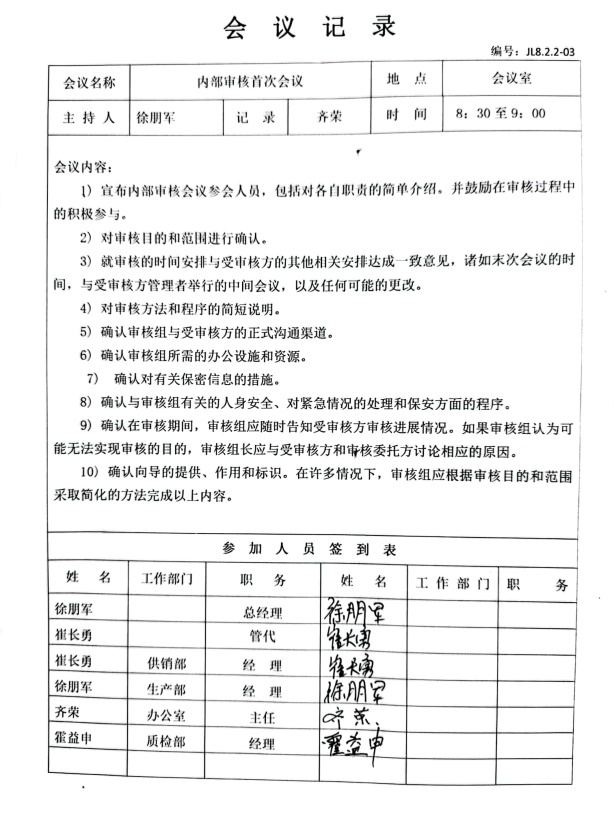 会议记录
编号：JL8.2.2-03
会议名称 内部审核首次会议 地点 会议室
主持人 徐朋军 记录 齐荣 时间 8：30至9：00
会议内容：
1）宣布内部审核会议参会人员，包括对各自职责的简单介绍。并鼓励在审核过程中
的积极参与。
2）对审核目的和范围进行确认。
3）就审核的时间安排与受审核方的其他相关安排达成一致意见，诸如末次会议的时
间，与受审核方管理者举行的中间会议，以及任何可能的更改。
4）对审核方法和程序的简短说明。
5）确认审核组与受审核方的正式沟通渠道。
6）确认审核组所需的办公设施和资源。
7） 确认对有关保密信息的措施。
8）确认与审核组有关的人身安全、对紧急情况的处理和保安方面的程序。
9）确认在审核期间，审核组应随时告知受审核方审核进展情况。如果审核组认为可
能无法实现审核的目的，审核组长应与受审核方和审核委托方讨论相应的原因。
10）确认向导的提供、作用和标识。在许多情况下，审核组应根据审核目的和范围
采取简化的方法完成以上内容。
参加人员签到表
姓名 工作部门 职务 姓名 工作部门 职务
徐朋军 总经理 徐朋军
崔长勇 管代 崔长勇
崔长勇 供销部 经理 崔长勇
徐朋军 生产部 经理 徐朋军
齐荣 办公室 主任 齐荣
霍益申 质检部 经理 霍益申